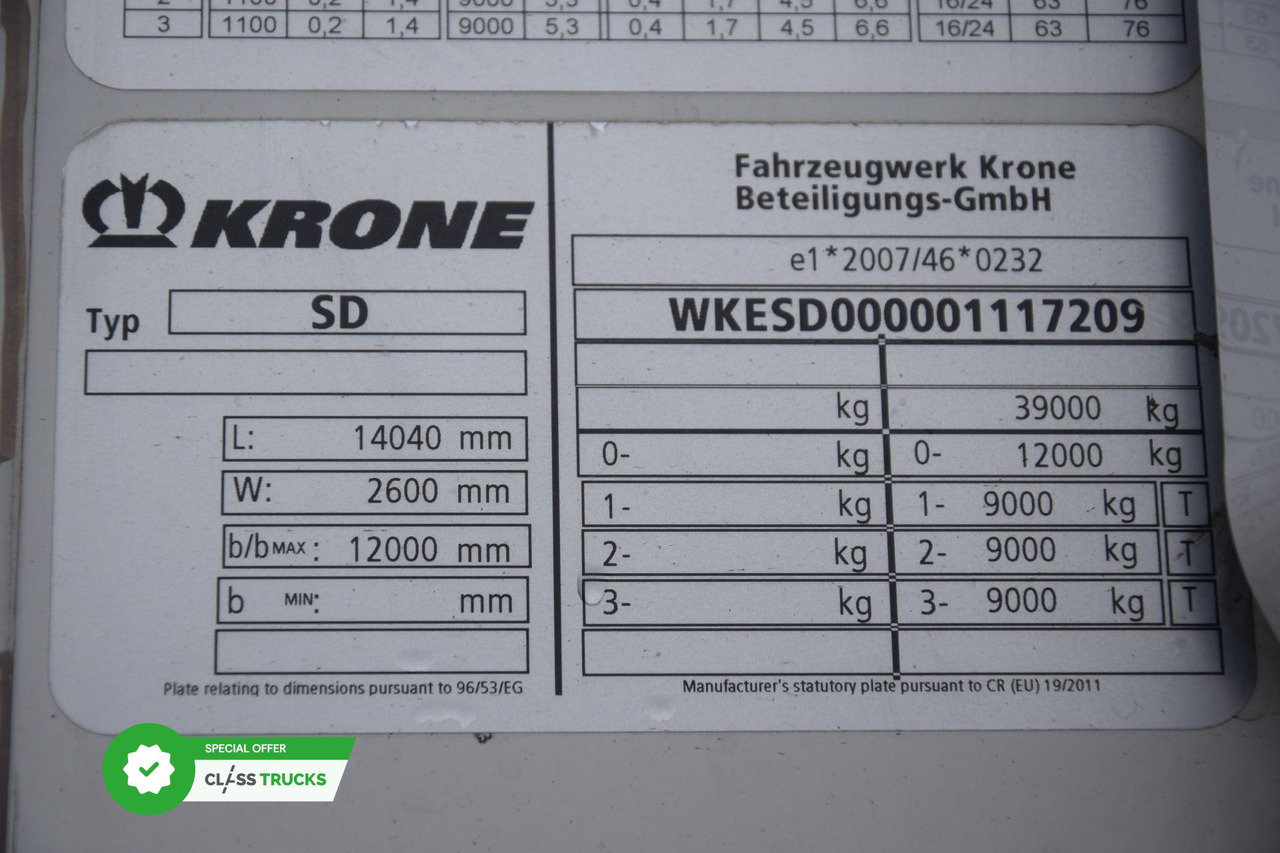 3 1100 0,2 1,4 9000 5,3 0,4 1,7 4,5 6,6 16/24 63 76
KRONE
Typ SD
L: 14040 mm
W: 2600 mm
b/b MAX : 12000 mm
b MIN: mm
Plate relating to dimensions pursuant to 96/53/EG
Fahrzeugwerk Krone
Beteiligungs-GmbH
e1*2007/46*0232
WKESD000001117209
kg 39000 kg
0- kg 0- 12000 kg
1- kg 1- 9000 kg T
2- kg 2- 9000 kg T
3- kg 3- 9000 kg T
Manufacturer's statutory plate pursuant to CR (EU) 19/2011
SPECIAL OFFER
CLASS TRUCKS